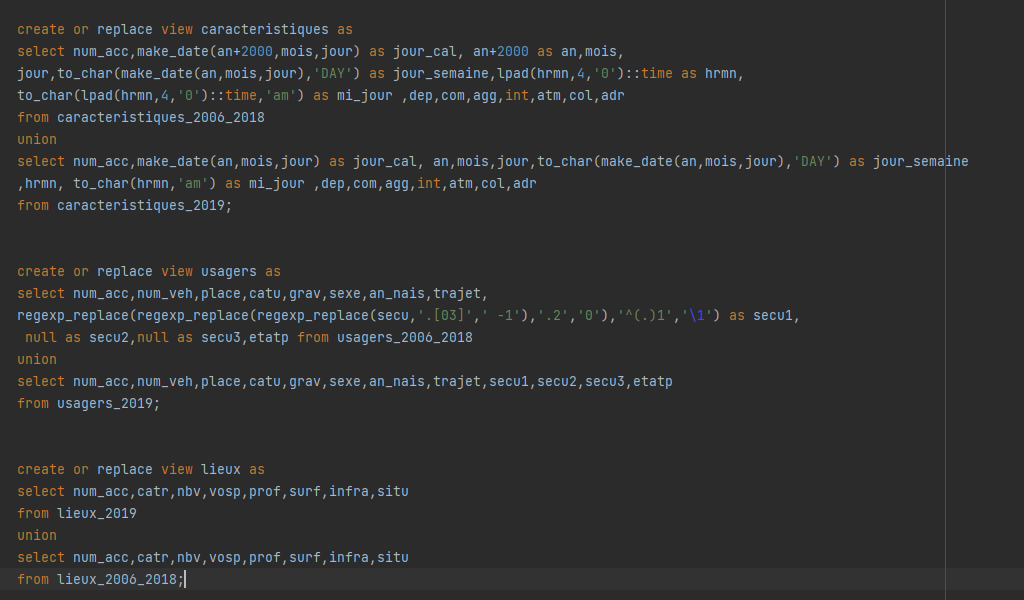 create or replace view caracteristiques as
select num_acc,make_date(an+2000,mois,jour) as jour_cal, an+2000 as an,mois,
jour,to_char(make_date(an,mois,jour),'DAY') as jour_semaine,lpad(hrmn,4,'0')::time as hrmn,
to_char(lpad(hrmn,4,'0')::time,'am') as mi_jour ,dep,com,agg,int,atm,col,adr
from caracteristiques_2006_2018
union
select num_acc,make_date(an,mois,jour) as jour_cal, an,mois,jour,to_char(make_date(an,mois,jour),'DAY') as jour_semaine
,hrmn, to_char(hrmn,'am') as mi_jour ,dep,com,agg,int,atm,col,adr
from caracteristiques_2019;
create or replace view usagers as
select num_acc,num_veh,place,catu,grav,sexe,an_nais,trajet,
regexp_replace(regexp_replace(regexp_replace(secu,'.[03]',' -1'),'.2','0'),'^(.)1','\1') as secu1,
null as secu2,null as secu3,etatp from usagers_2006_2018
union
select num_acc,num_veh,place,catu,grav,sexe,an_nais,trajet,secu1,secu2,secu3,etatp
from usagers_2019;
create or replace view lieux as
select num_acc,catr,nbv,vosp,prof,surf,infra,situ
from lieux_2019
union
select num_acc,catr,nbv,vosp,prof,surf,infra,situ
from lieux_2006_2018;